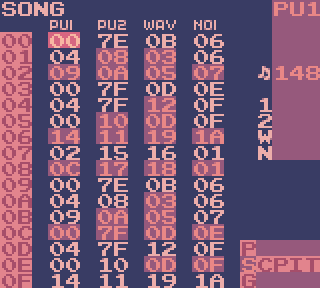 SONG PU1
PU1 PU2 WAV NOI
00 00 7E 0B 06
01 04 08 03 06
02 09 0A 05 07 ♫148
03 00 7F 0D 0E
04 04 7F 12 0F 1
05 00 10 0D 0F 2
06 14 11 19 1A W
07 02 15 16 01 N
08 0C 17 18 01
09 00 7E 0B 06
0A 04 08 03 06
0B 09 0A 05 07
0C 00 7F 0D 0E
0D 04 7F 12 0F P
0E 00 10 0D 0F SCPIT
0F 14 11 19 1A G